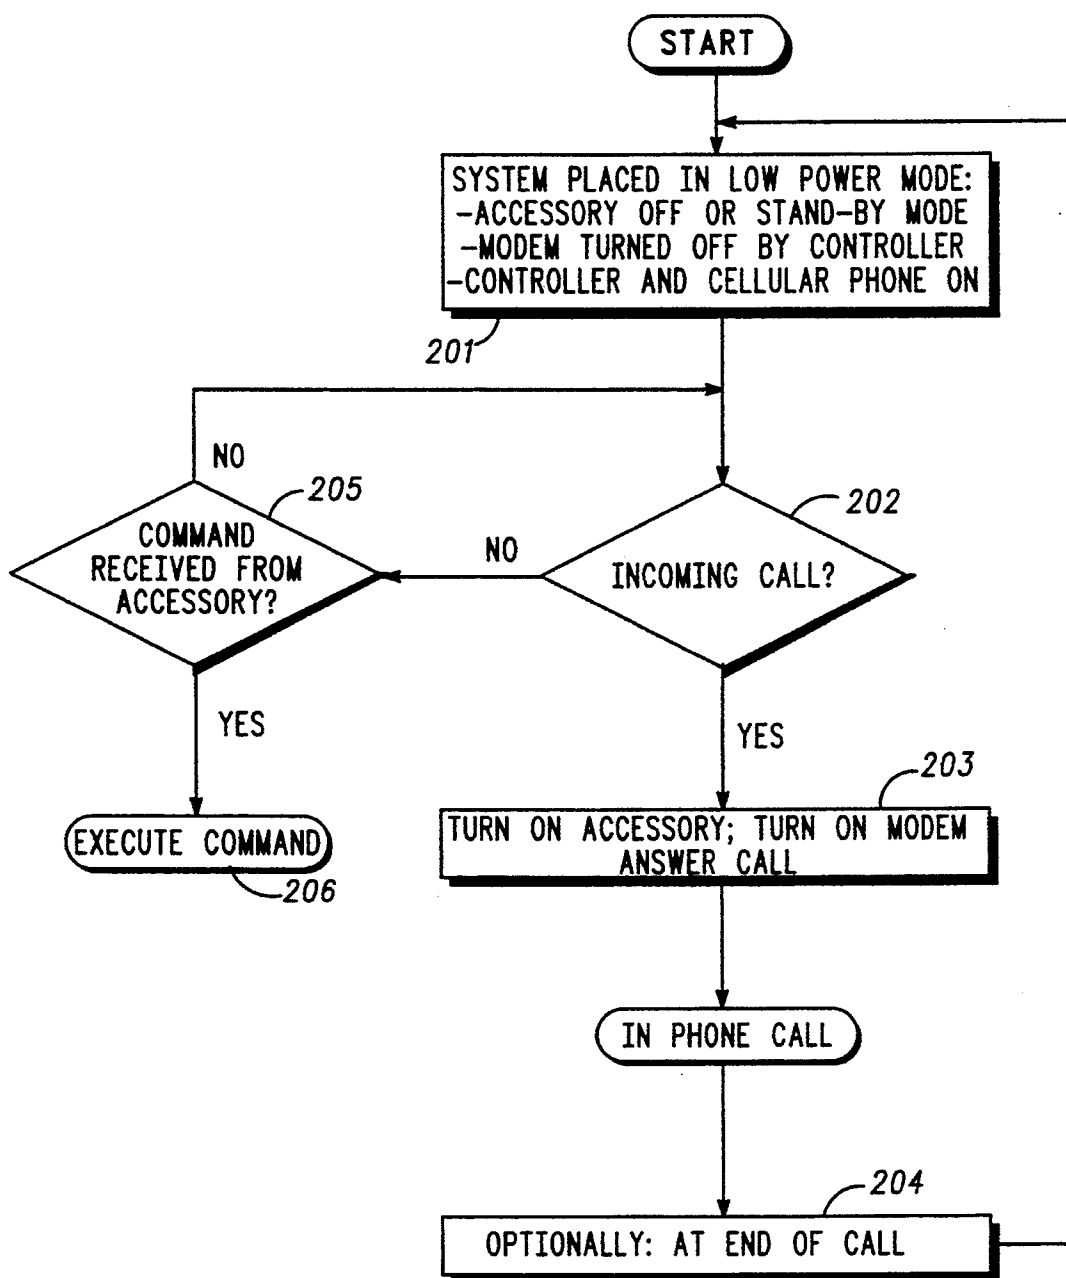 START
SYSTEM PLACED IN LOW POWER MODE:
-ACCESSORY OFF OR STAND-BY MODE
-MODEM TURNED OFF BY CONTROLLER
-CONTROLLER AND CELLULAR PHONE ON
201
NO
205
202
COMMAND
RECEIVED FROM
ACCESSORY?
NO
INCOMING CALL?
YES
YES
203
TURN ON ACCESSORY; TURN ON MODEM
ANSWER CALL
EXECUTE COMMAND
206
IN PHONE CALL
204
OPTIONALLY: AT END OF CALL